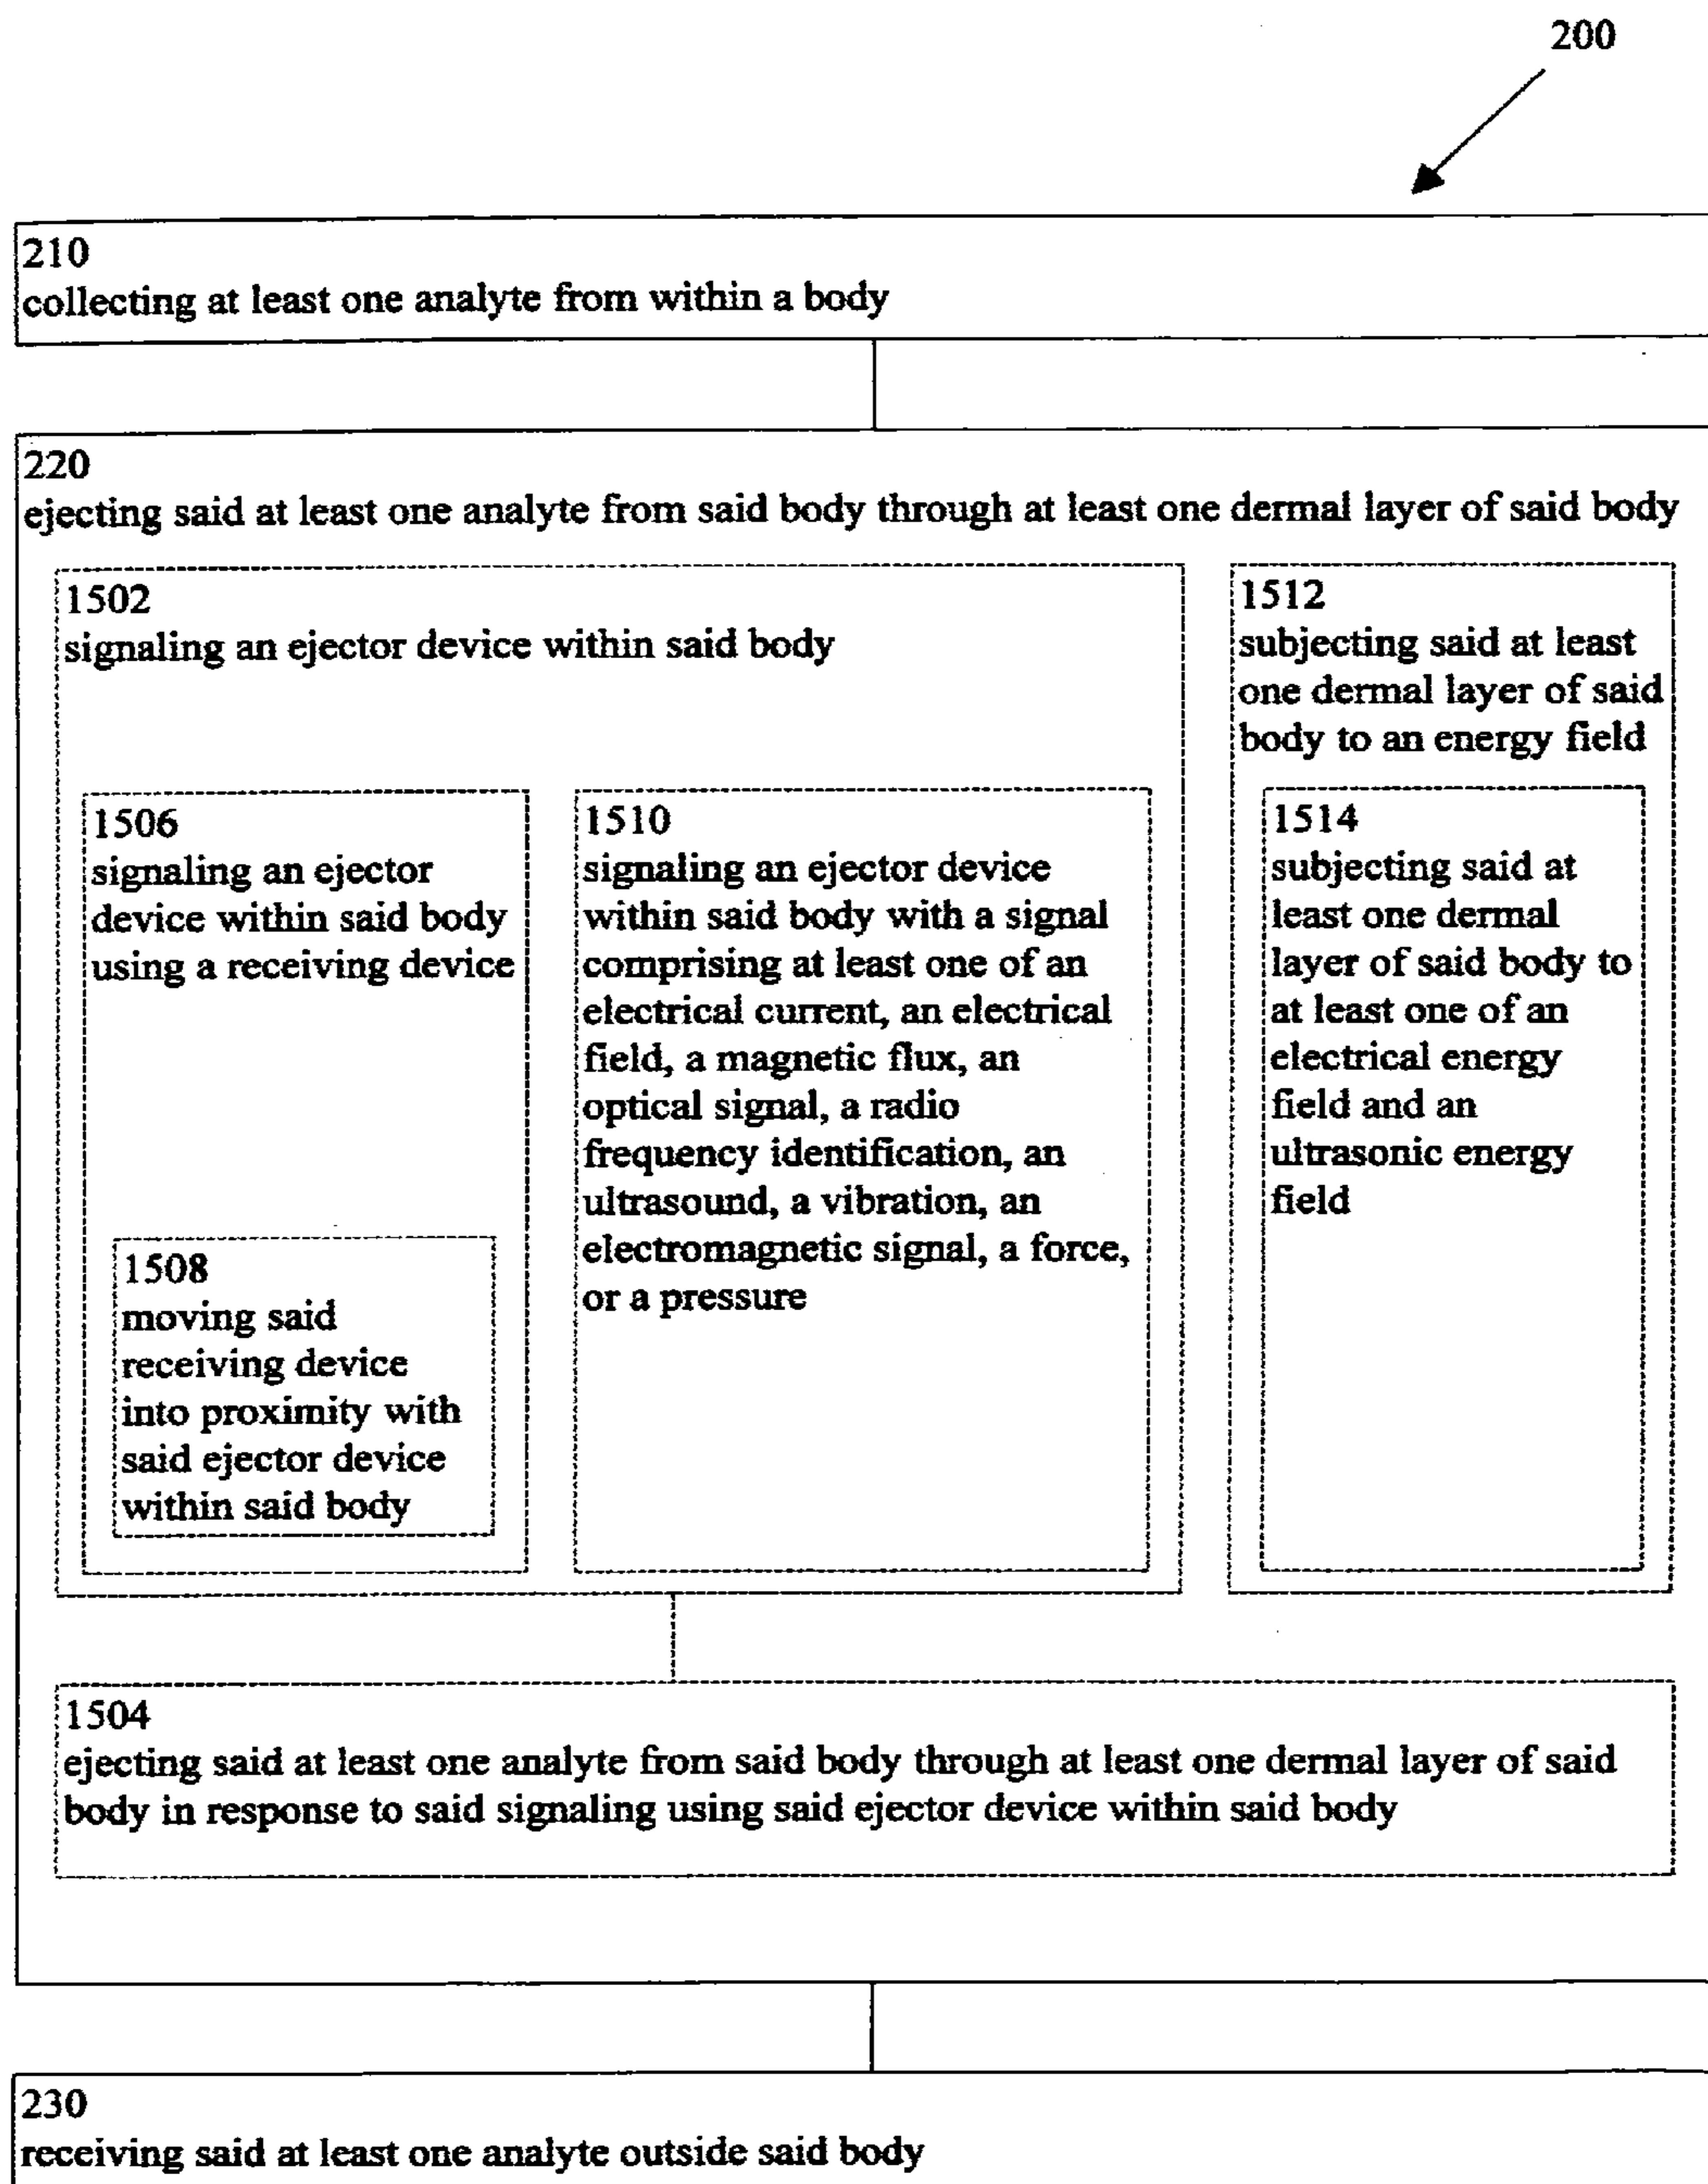 200
210
collecting at least one analyte from within a body
220
ejecting said at least one analyte from said body through at least one dermal layer of said body
1502
signaling an ejector device within said body
1506
signaling an ejector
device within said body
using a receiving device
1508
moving said
receiving device
into proximity with
said ejector device
within said body
1510
signaling an ejector device
within said body with a signal
comprising at least one of an
electrical current, an electrical
field, a magnetic flux, an
optical signal, a radio
frequency identification, an
ultrasound, a vibration, an
electromagnetic signal, a force,
or a pressure
1512
subjecting said at least
one dermal layer of said
body to an energy field
1514
subjecting said at
least one dermal
layer of said body to
at least one of an
electrical energy
field and an
ultrasonic energy
field
1504
ejecting said at least one analyte from said body through at least one dermal layer of said
body in response to said signaling using said ejector device within said body
230
receiving said at least one analyte outside said body